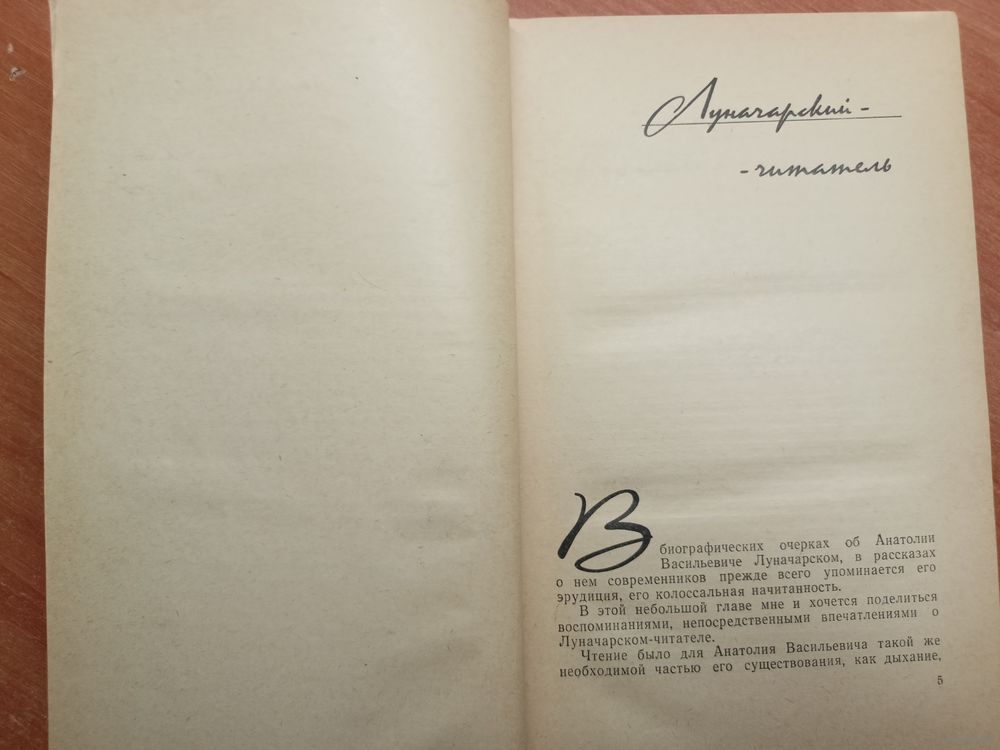 Луначарский -
- читатель
В биографических очерках об Анатолии
Васильевиче Луначарском, в рассказах
о нем современников прежде всего упоминается его
эрудиция, его колоссальная начитанность.
В этой небольшой главе мне и хочется поделиться
воспоминаниями, непосредственными впечатлениями о
Луначарском-читателе.
Чтение было для Анатолия Васильевича такой же
необходимой частью его существования, как дыхание,
5